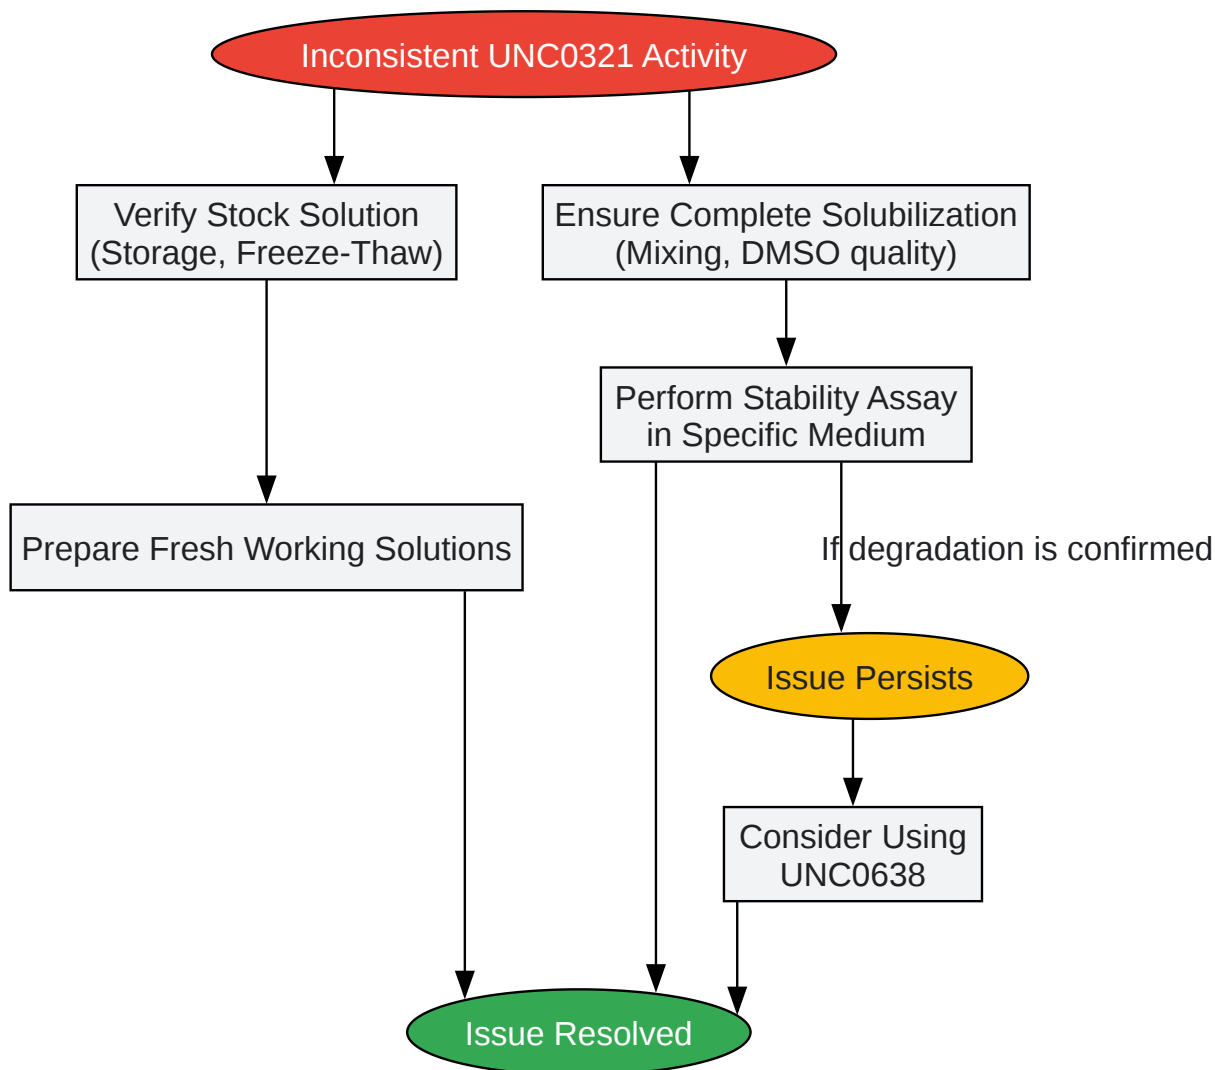 Inconsistent UNC0321 Activity
Verify Stock Solution
(Storage, Freeze-Thaw)
Ensure Complete Solubilization
(Mixing, DMSO quality)
Perform Stability Assay
in Specific Medium
Prepare Fresh Working Solutions
If degradation is confirmed
Issue Persists
Consider Using
UNC0638
Issue Resolved